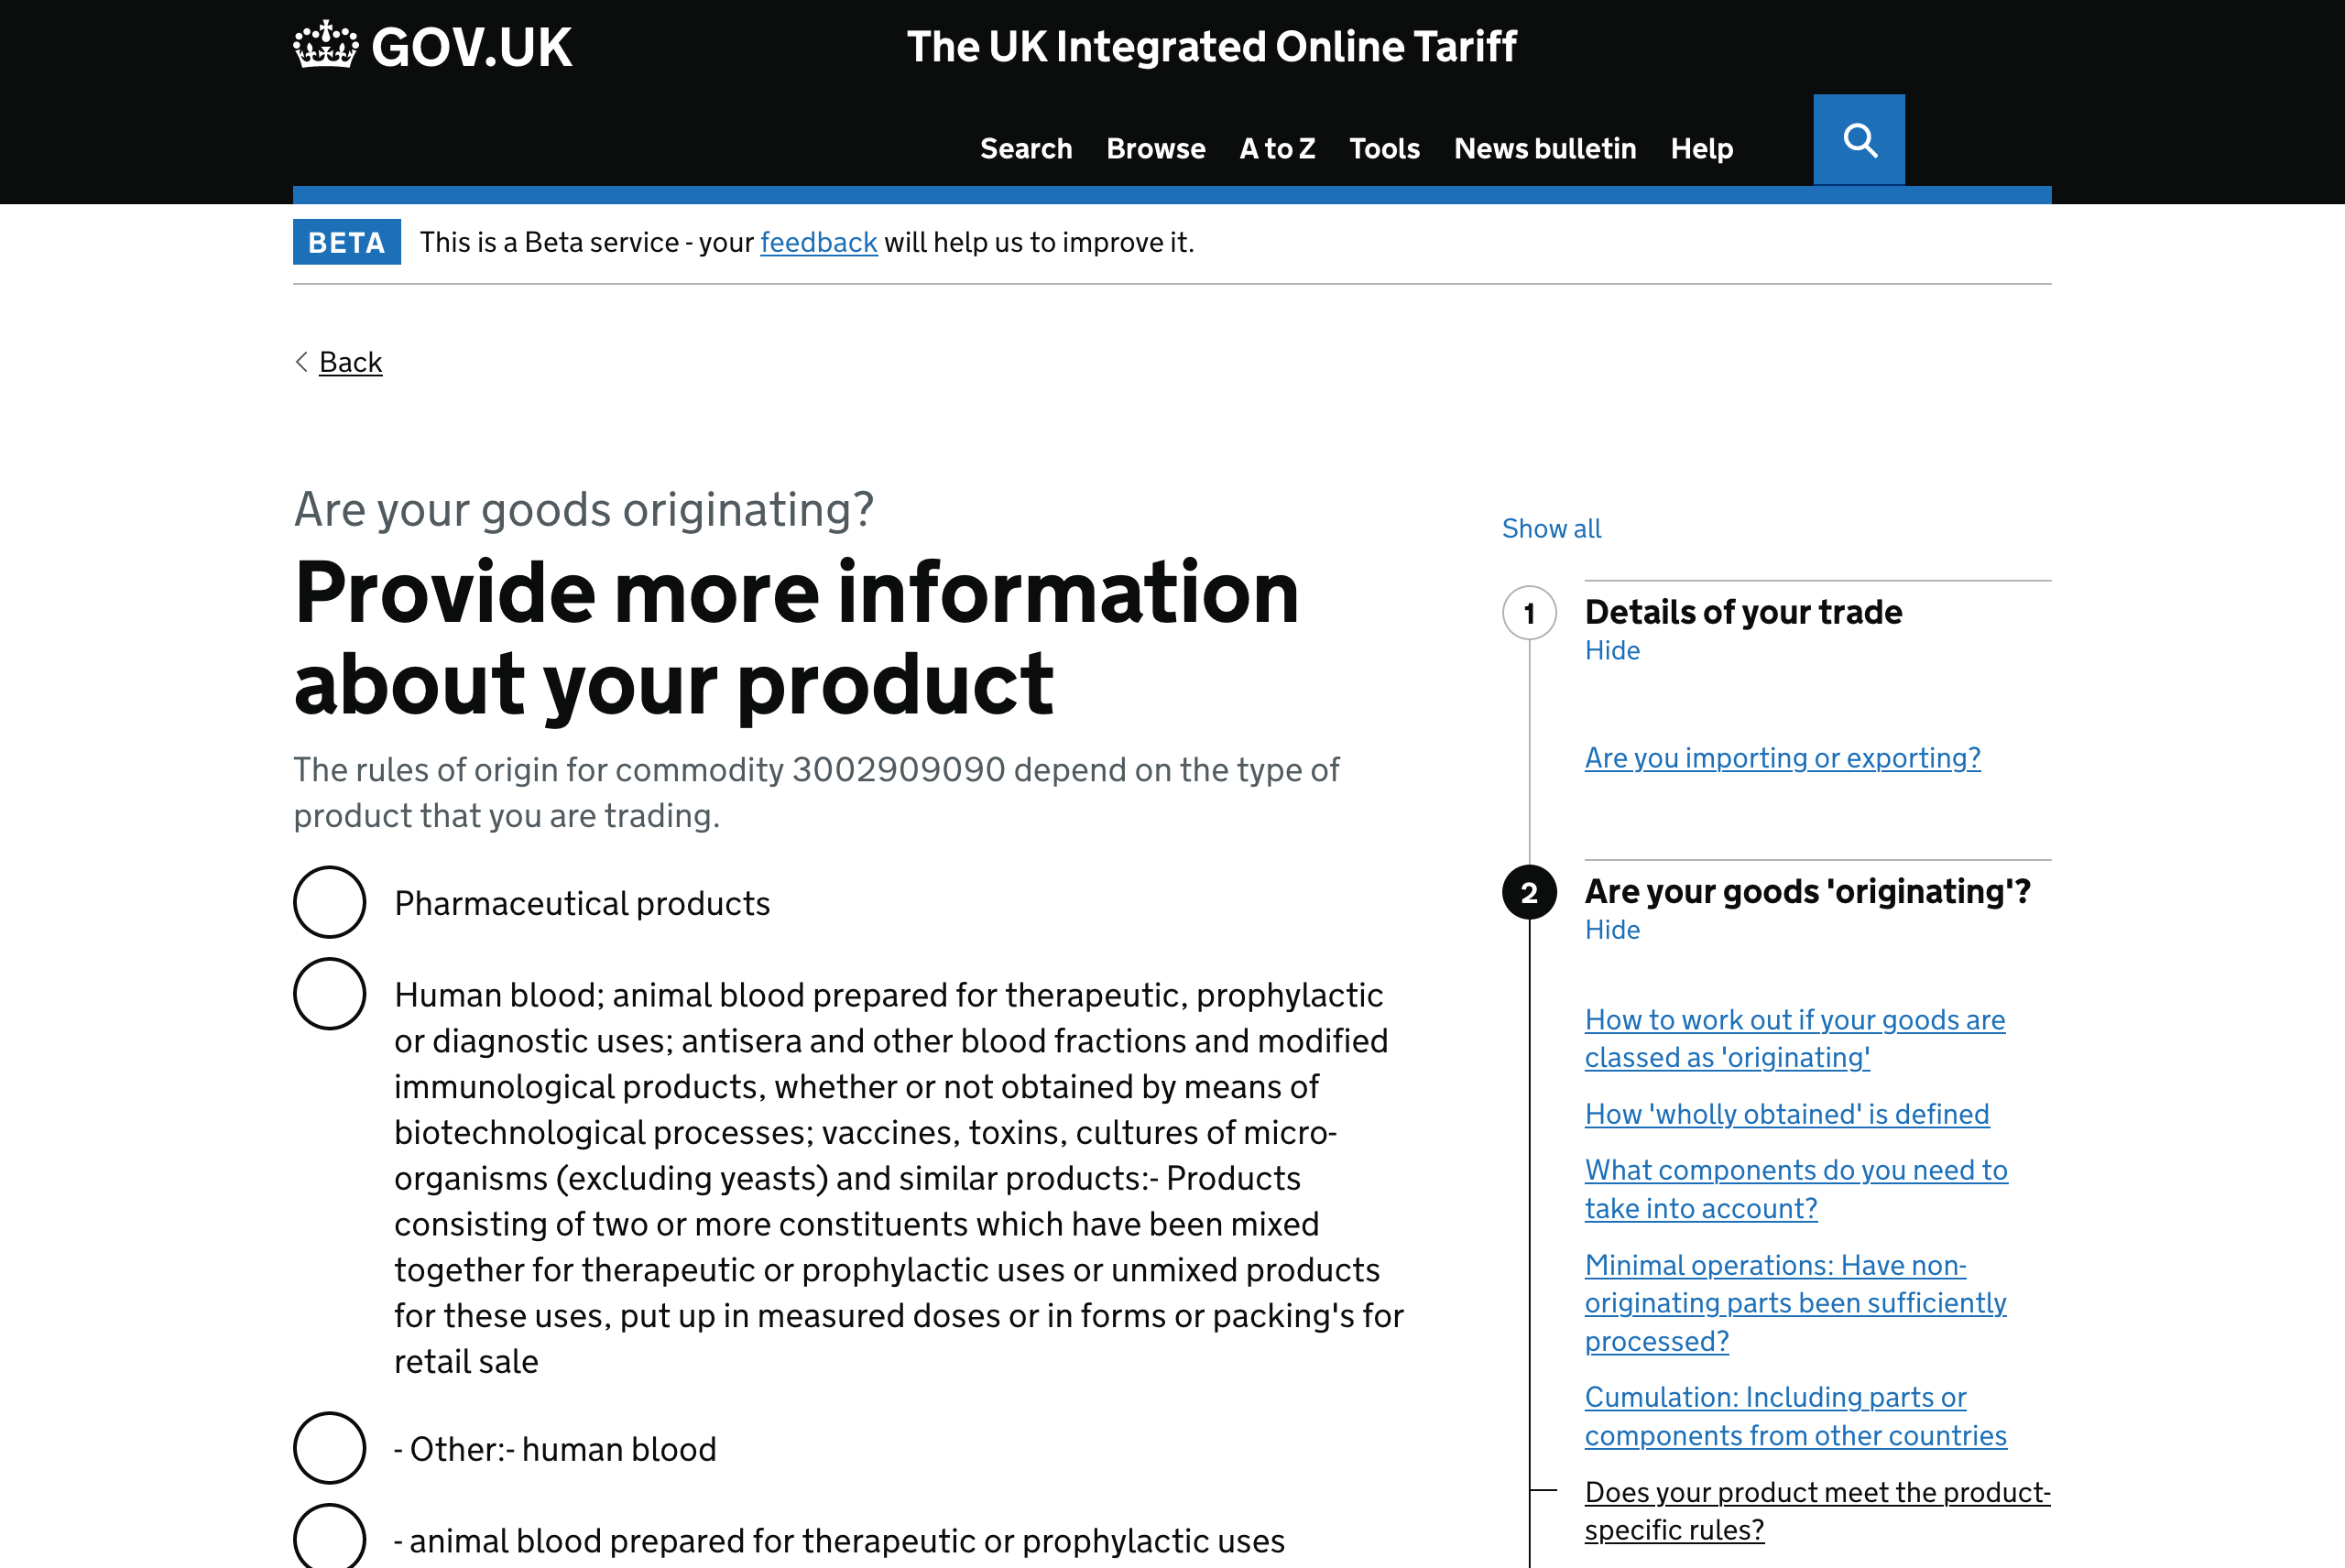 GOV.UK
The UK Integrated Online Tariff
Search Browse A to Z Tools News bulletin Help
BETA This is a Beta service - your feedback will help us to improve it.
Back
Are your goods originating?
Provide more information
about your product
The rules of origin for commodity 3002909090 depend on the type of
product that you are trading.
Pharmaceutical products
Human blood; animal blood prepared for therapeutic, prophylactic
or diagnostic uses; antisera and other blood fractions and modified
immunological products, whether or not obtained by means of
biotechnological processes; vaccines, toxins, cultures of micro-
organisms (excluding yeasts) and similar products:- Products
consisting of two or more constituents which have been mixed
together for therapeutic or prophylactic uses or unmixed products
for these uses, put up in measured doses or in forms or packing's for
retail sale
- Other:- human blood
- animal blood prepared for therapeutic or prophylactic uses
Show all
1 Details of your trade
Hide
Are you importing or exporting?
2 Are your goods 'originating'?
Hide
How to work out if your goods are
classed as 'originating'
How 'wholly obtained' is defined
What components do you need to
take into account?
Minimal operations: Have non-
originating parts been sufficiently
processed?
Cumulation: Including parts or
components from other countries
Does your product meet the product-
specific rules?